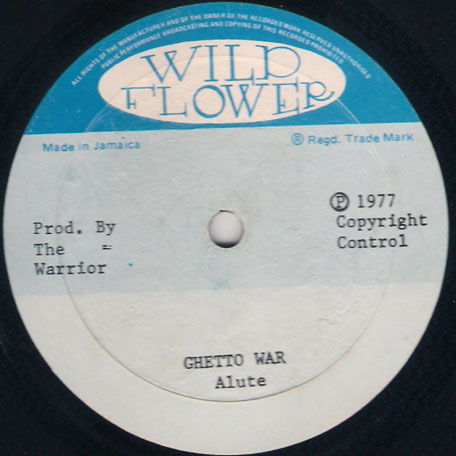 ALL RIGHTS OF THE MANUFACTURER AND OF THE OWNER OF THE RECORDED WORK RESERVED UNAUTHORISED
PUBLIC PERFORMANCE BROADCASTING AND COPYING OF THIS RECORDING PROHIBITED
WILD
FLOWER
Made in Jamaica
® Regd. Trade Mark
Prod. By
The =
Warrior
℗ 1977
Copyright
Control
GHETTO WAR
Alute